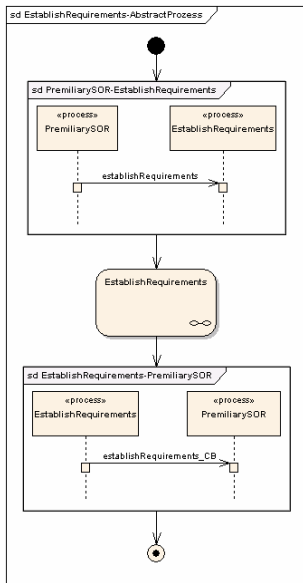 sd EstablishRequirements-AbstractProzess
sd PremiliarySOR-EstablishRequirements
«process» «process»
PremiliarySOR EstablishRequirements
establishRequirements
EstablishRequirements
sd EstablishRequirements-PremiliarySOR
«process» «process»
EstablishRequirements PremiliarySOR
establishRequirements_CB